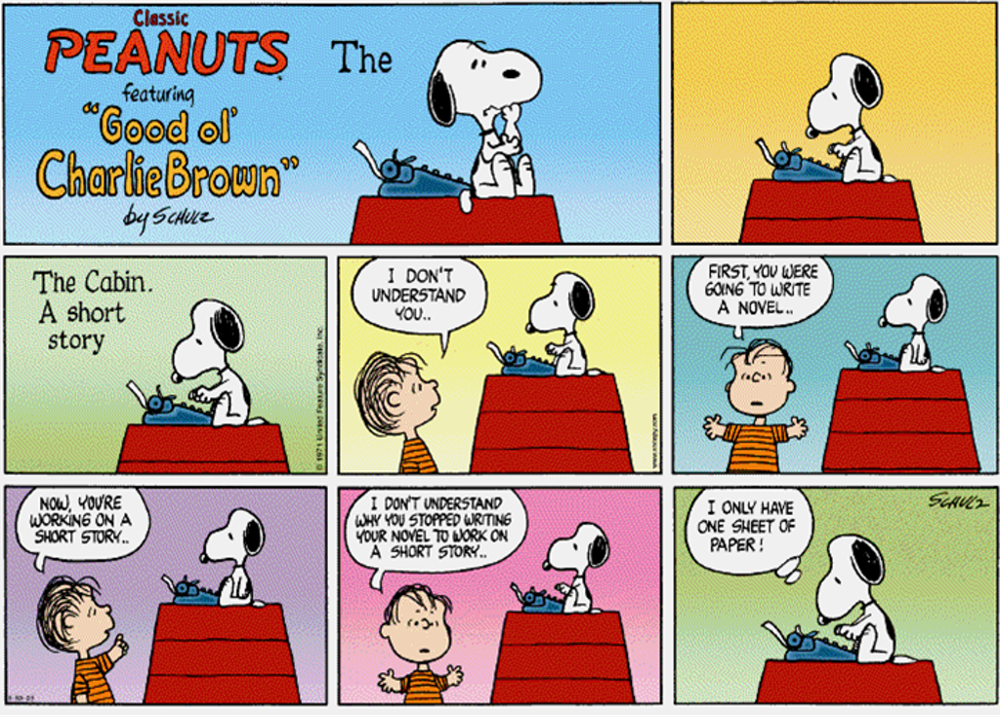 Classic
PEANUTS
featuring
"Good ol'
Charlie Brown"
by SCHULZ
The
The Cabin.
A short
story
© 1971 United Feature Syndicate, Inc.
I DON'T
UNDERSTAND
YOU..
www.snoopy.com
FIRST, YOU WERE
GOING TO WRITE
A NOVEL..
NOW, YOU'RE
WORKING ON A
SHORT STORY..
I DON'T UNDERSTAND
WHY YOU STOPPED WRITING
YOUR NOVEL TO WORK ON
A SHORT STORY..
I ONLY HAVE
ONE SHEET OF
PAPER!
SCHULZ